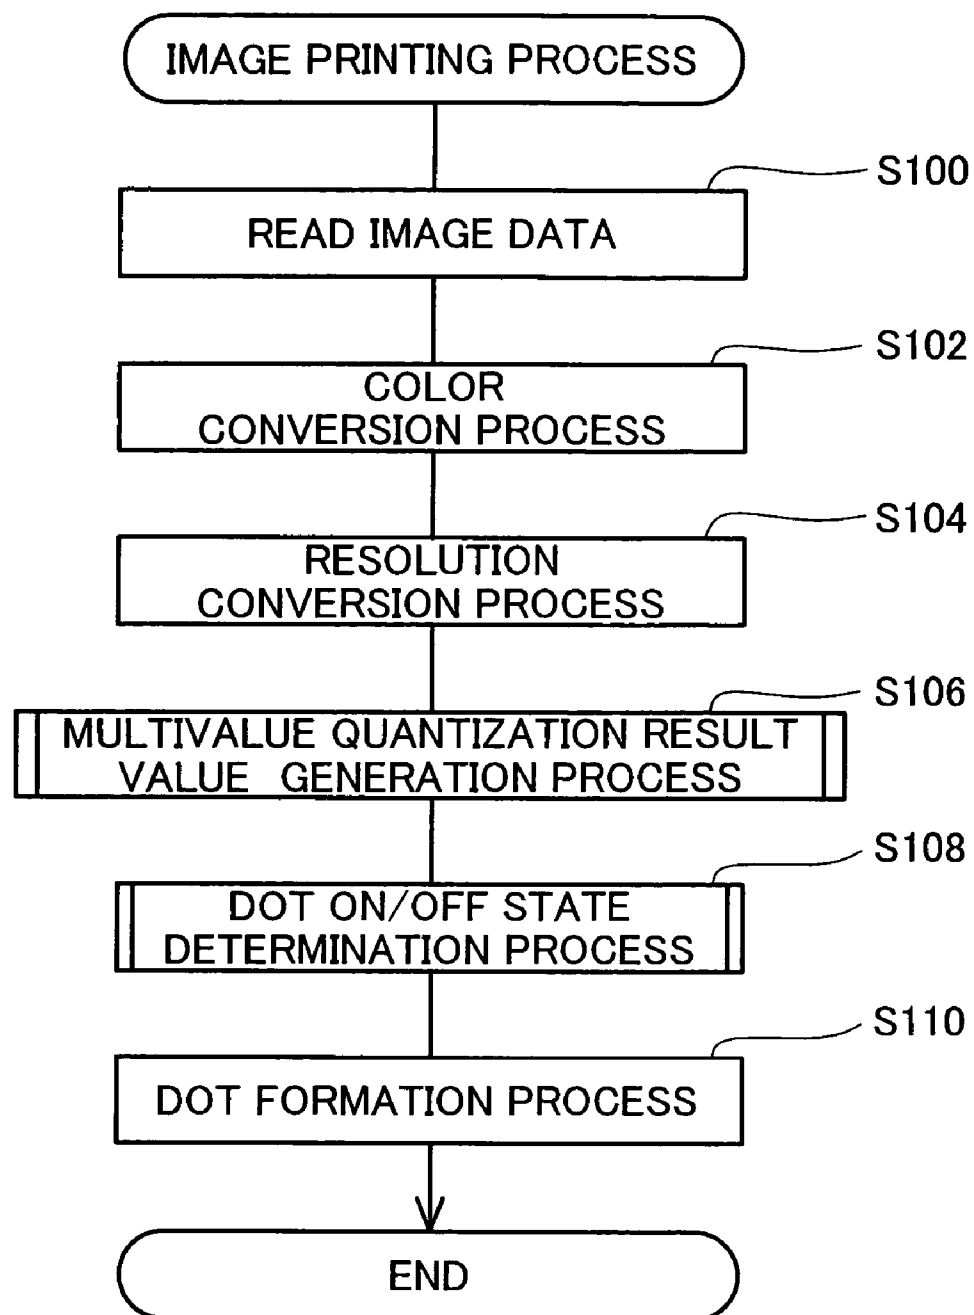 IMAGE PRINTING PROCESS
S100
READ IMAGE DATA
S102
COLOR
CONVERSION PROCESS
S104
RESOLUTION
CONVERSION PROCESS
S106
MULTIVALUE QUANTIZATION RESULT
VALUE GENERATION PROCESS
S108
DOT ON/OFF STATE
DETERMINATION PROCESS
S110
DOT FORMATION PROCESS
END